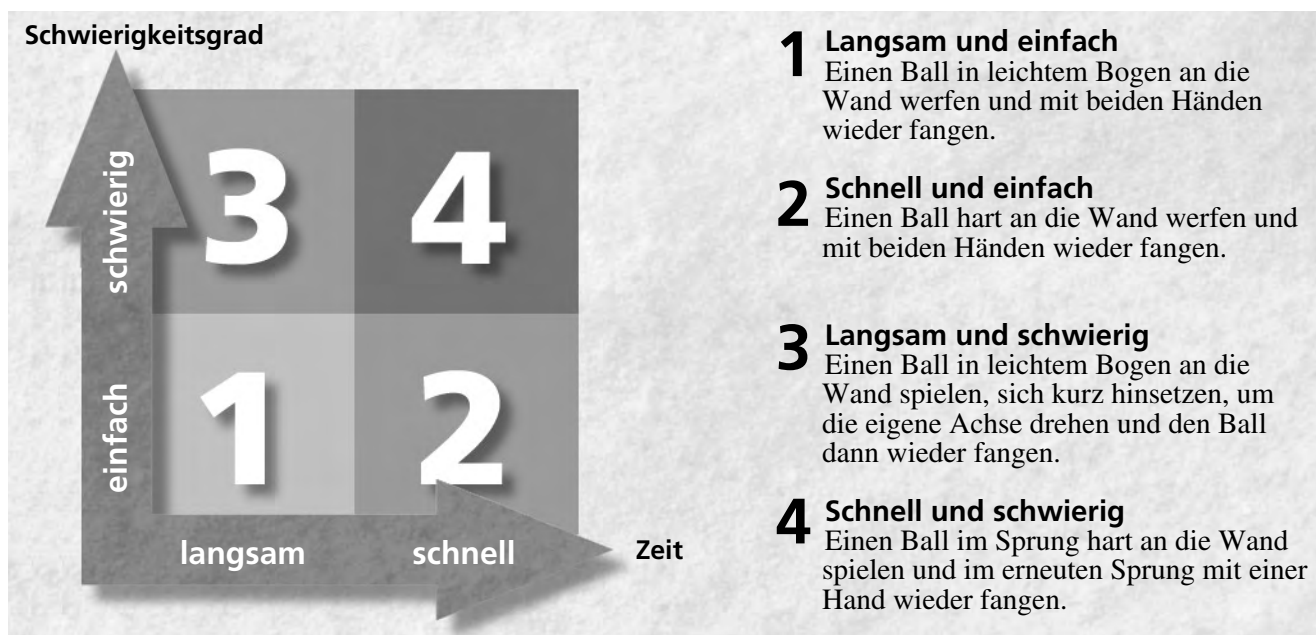 Schwierigkeitsgrad
schwierig
einfach
3
4
1
2
langsam
schnell
Zeit
1 Langsam und einfach
Einen Ball in leichtem Bogen an die
Wand werfen und mit beiden Händen
wieder fangen.
2 Schnell und einfach
Einen Ball hart an die Wand werfen und
mit beiden Händen wieder fangen.
3 Langsam und schwierig
Einen Ball in leichtem Bogen an die
Wand spielen, sich kurz hinsetzen, um
die eigene Achse drehen und den Ball
dann wieder fangen.
4 Schnell und schwierig
Einen Ball im Sprung hart an die Wand
spielen und im erneuten Sprung mit einer
Hand wieder fangen.